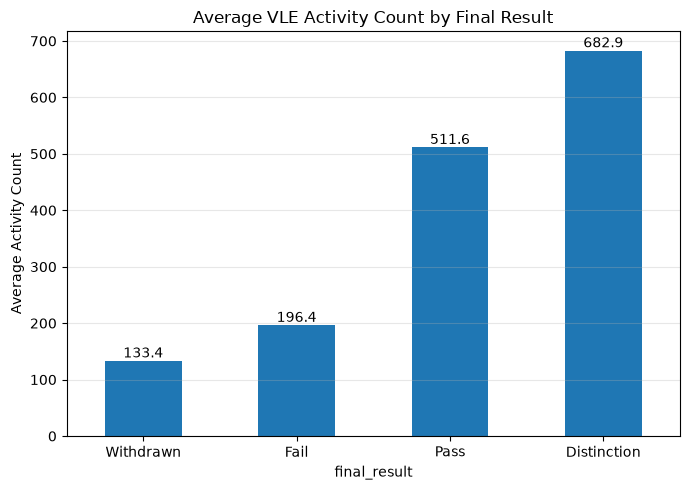 Average VLE Activity Count by Final Result
Average Activity Count
700
600
500
400
300
200
100
0
133.4
196.4
511.6
682.9
Withdrawn
Fail
Pass
Distinction
final_result